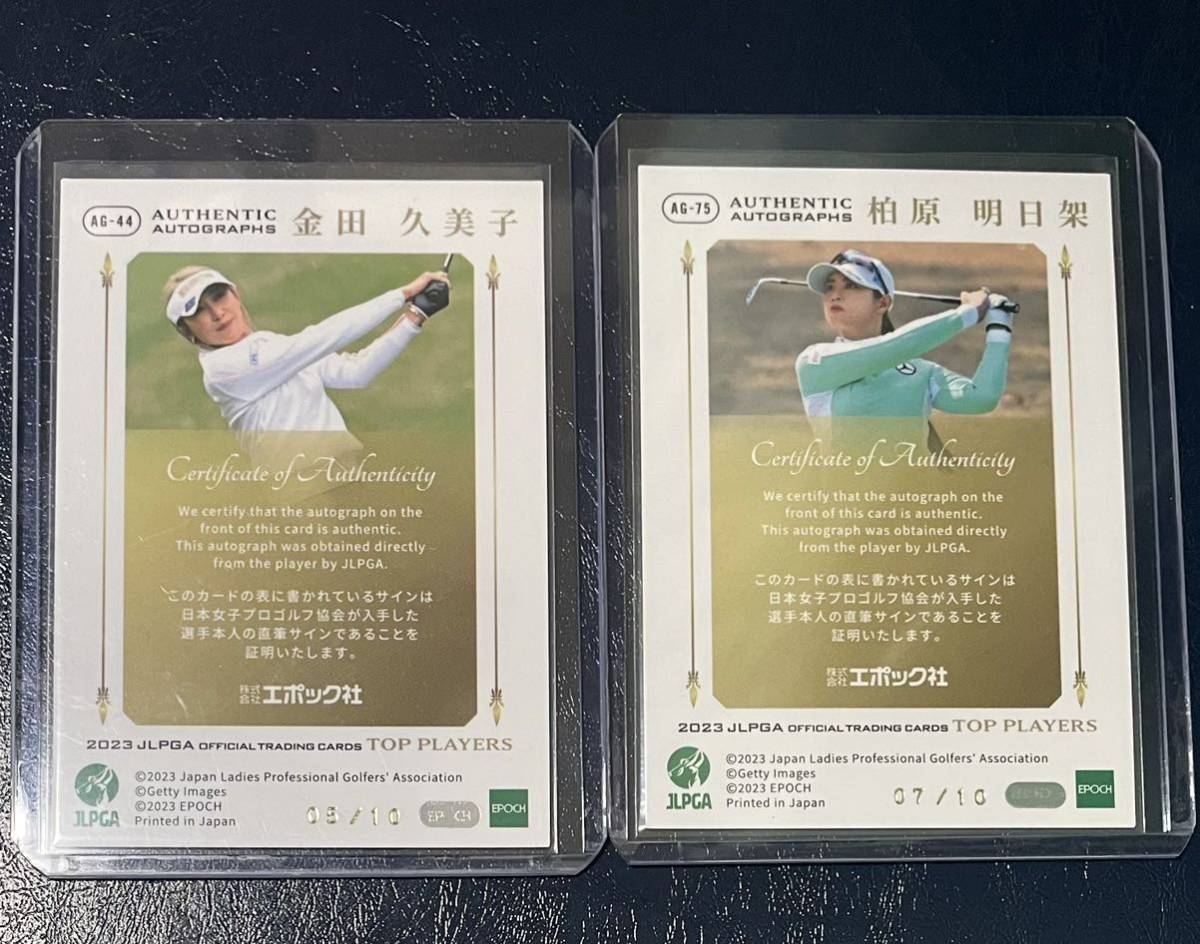 AG-44
AUTHENTIC
AUTOGRAPHS
金田 久美子
Certificate of Authenticity
We certify that the autograph on the
front of this card is authentic.
This autograph was obtained directly
from the player by JLPGA.
このカードの表に書かれているサインは
日本女子プロゴルフ協会が入手した
選手本人の直筆サインであることを
証明いたします。
株式会社エポック社
2023 JLPGA OFFICIAL TRADING CARDS TOP PLAYERS
JLPGA
©2023 Japan Ladies Professional Golfers' Association
©Getty Images
©2023 EPOCH
Printed in Japan
/10
EPOCH
EPOCH
AG-75
AUTHENTIC
AUTOGRAPHS
柏原 明日架
Certificate of Authenticity
We certify that the autograph on the
front of this card is authentic.
This autograph was obtained directly
from the player by JLPGA.
このカードの表に書かれているサインは
日本女子プロゴルフ協会が入手した
選手本人の直筆サインであることを
証明いたします。
株式会社エポック社
2023 JLPGA OFFICIAL TRADING CARDS TOP PLAYERS
JLPGA
©2023 Japan Ladies Professional Golfers' Association
©Getty Images
©2023 EPOCH
Printed in Japan
07/10
EPOCH
EPOCH